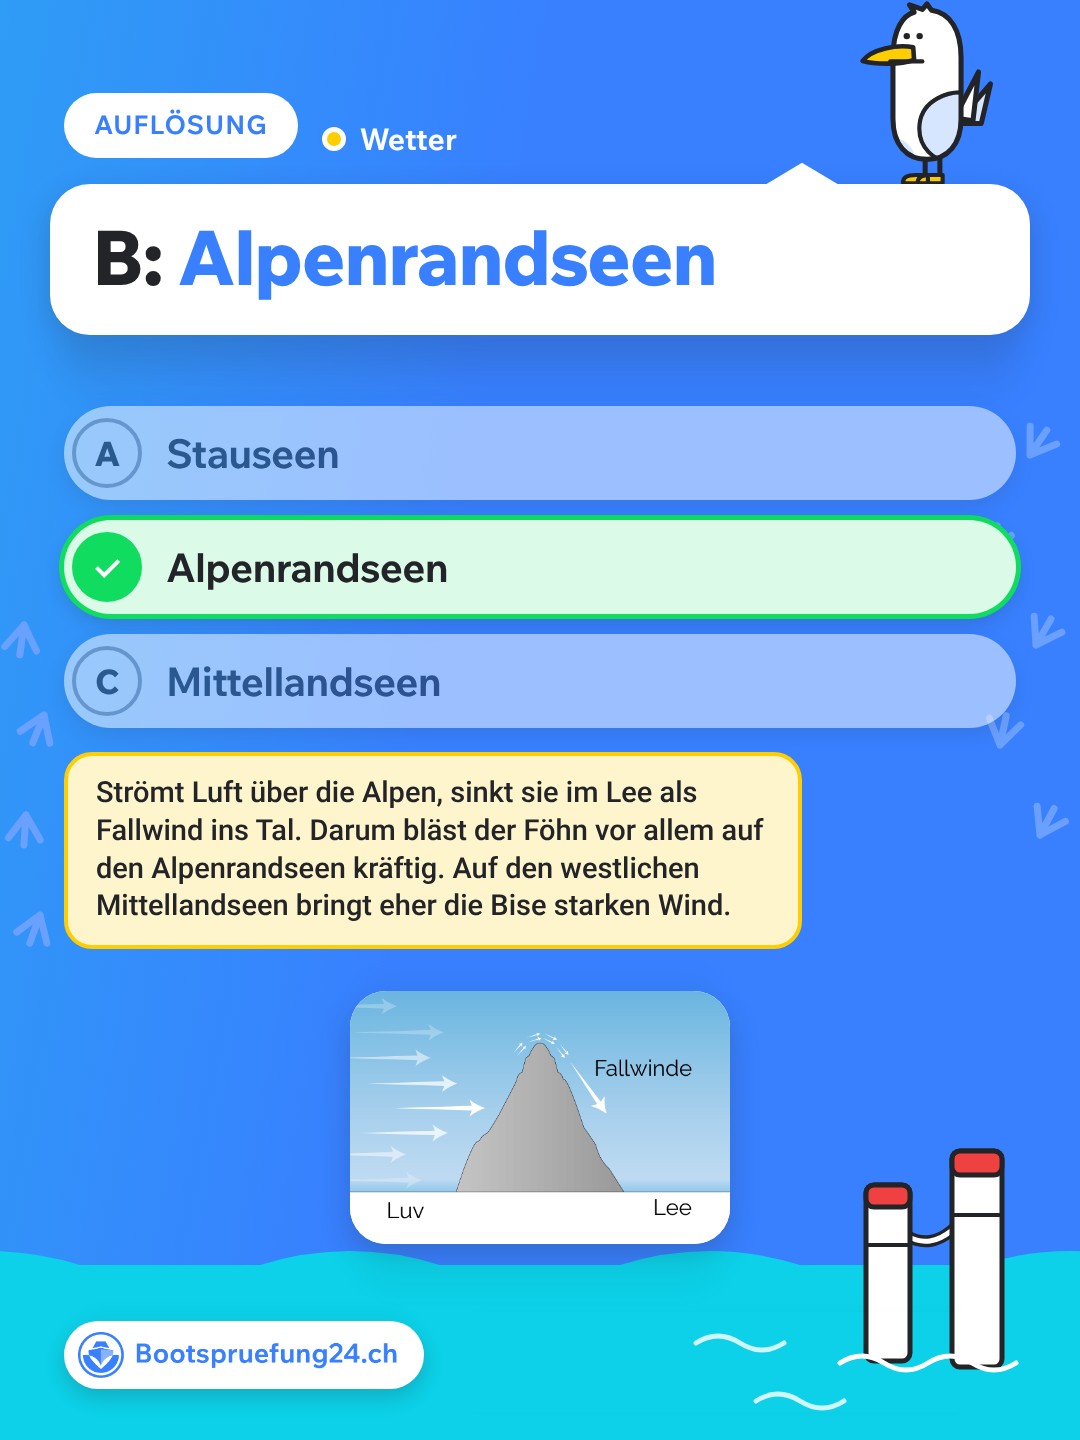 AUFLÖSUNG
Wetter
B: Alpenrandseen
A Stauseen
Alpenrandseen
C Mittellandseen
Strömt Luft über die Alpen, sinkt sie im Lee als
Fallwind ins Tal. Darum bläst der Föhn vor allem auf
den Alpenrandseen kräftig. Auf den westlichen
Mittellandseen bringt eher die Bise starken Wind.
Fallwinde
Luv
Lee
Bootspruefung24.ch